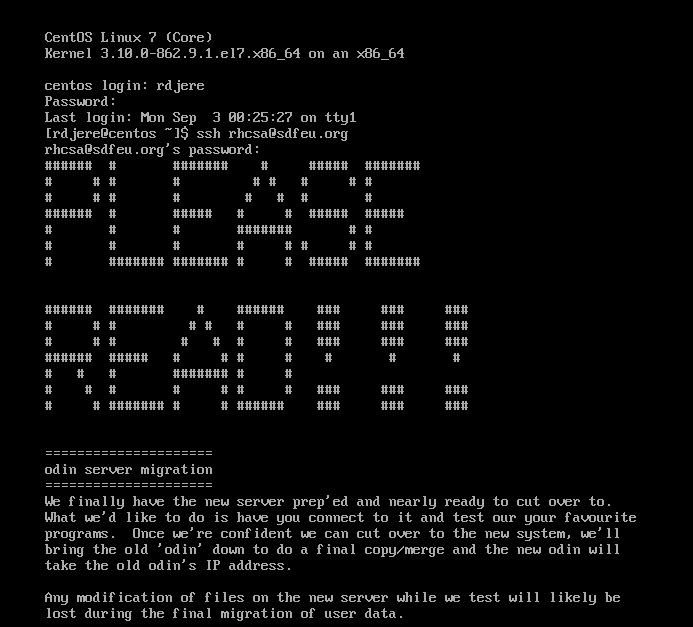 CentOS Linux 7 (Core)
Kernel 3.10.0-862.9.1.el7.x86_64 on an x86_64
centos login: rdjere
Password:
Last login: Mon Sep  3 00:25:27 on tty1
[rdjere@centos ~]$ ssh rhcsa@sdfeu.org
rhcsa@sdfeu.org's password:
PLEASE
READ!!!
=====================
odin server migration
=====================
We finally have the new server prep'ed and nearly ready to cut over to.
What we'd like to do is have you connect to it and test our your favourite
programs.  Once we're confident we can cut over to the new system, we'll
bring the old 'odin' down to do a final copy/merge and the new odin will
take the old odin's IP address.
Any modification of files on the new server while we test will likely be
lost during the final migration of user data.